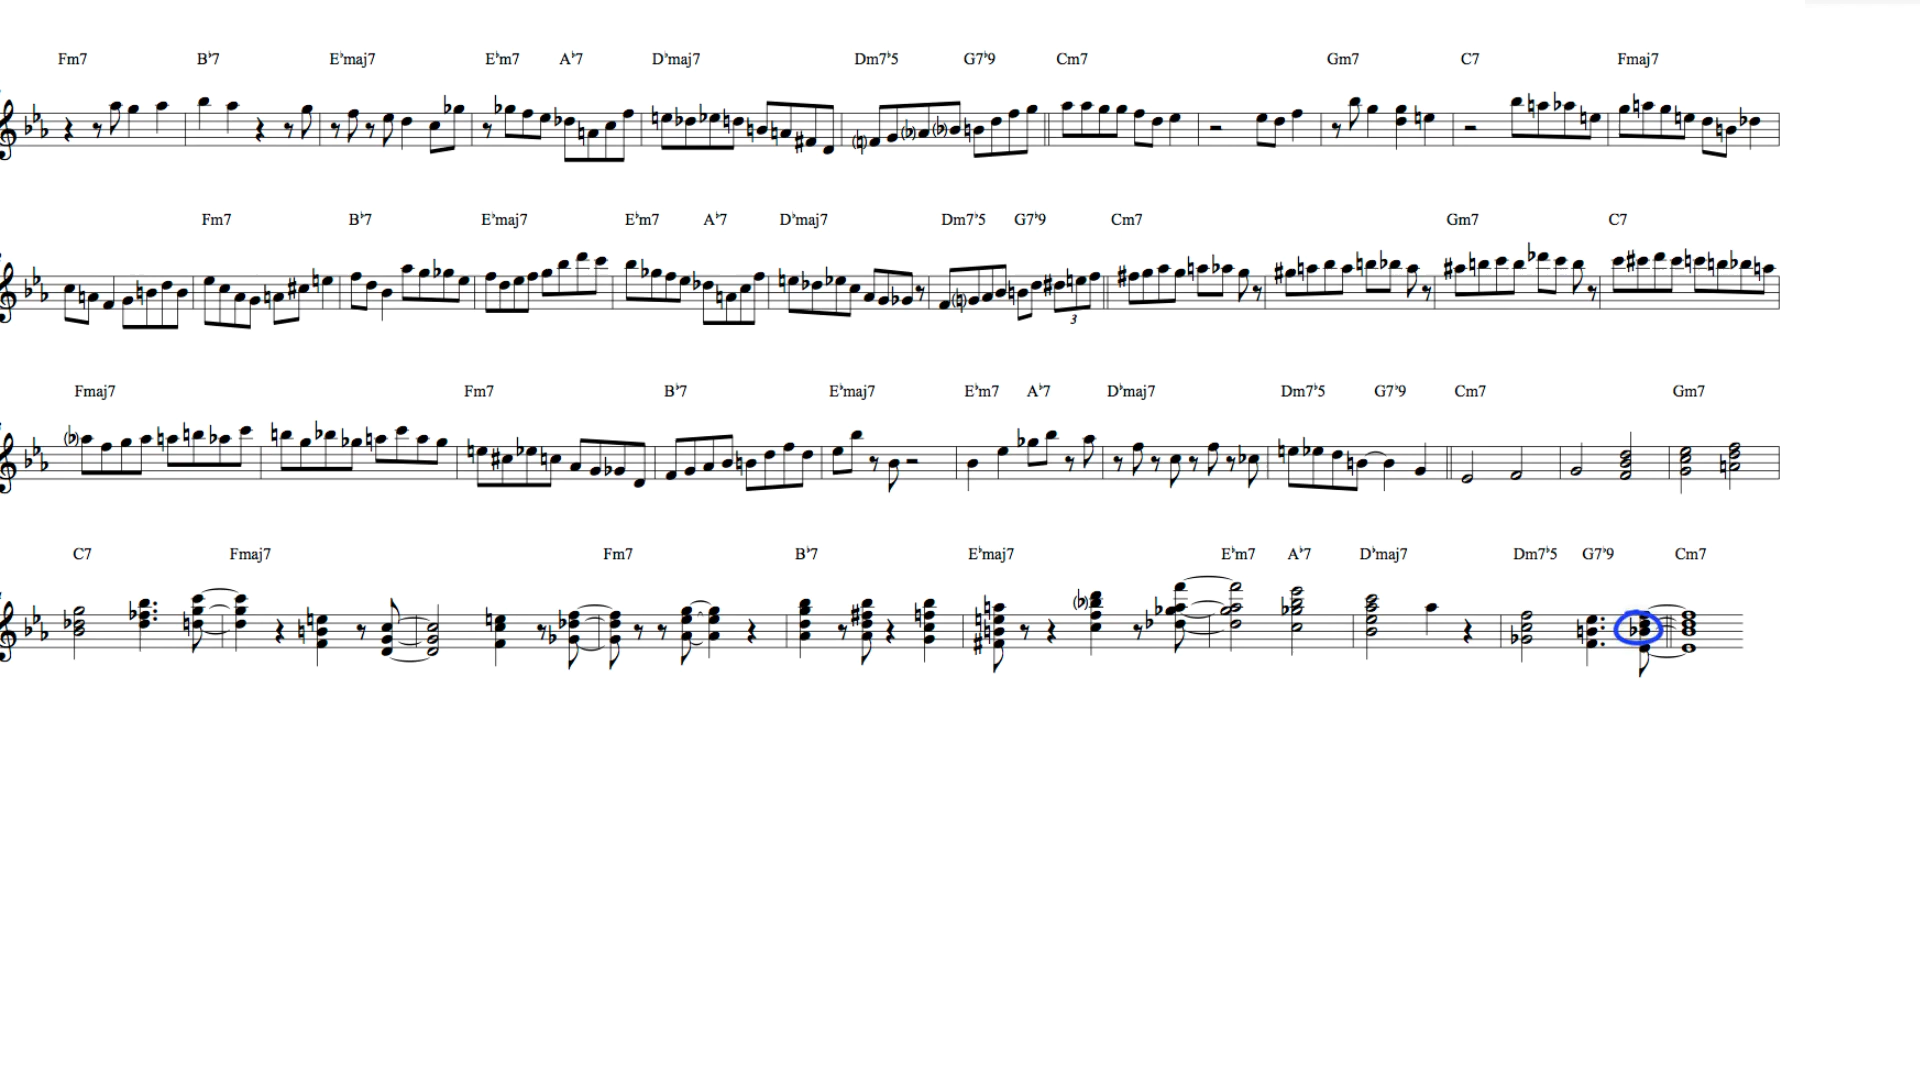 Fm7 B♭7 E♭maj7 E♭m7 A♭7 D♭maj7 Dm7♭5 G7♭9 Cm7 Gm7 C7 Fmaj7
Fm7 B♭7 E♭maj7 E♭m7 A♭7 D♭maj7 Dm7♭5 G7♭9 Cm7 Gm7 C7
3
Fmaj7 Fm7 B♭7 E♭maj7 E♭m7 A♭7 D♭maj7 Dm7♭5 G7♭9 Cm7 Gm7
C7 Fmaj7 Fm7 B♭7 E♭maj7 E♭m7 A♭7 D♭maj7 Dm7♭5 G7♭9 Cm7